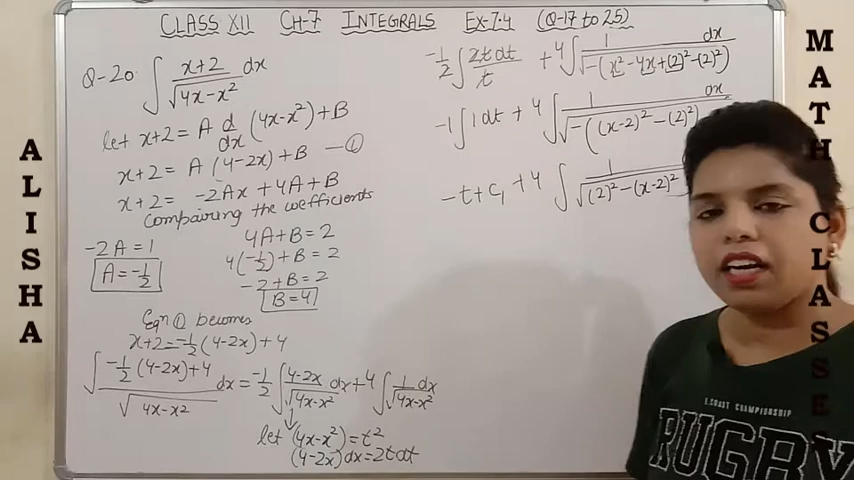 CLASS XII CH-7 INTEGRALS EX-7.4 (Q-17 to 25)
Q-20 ∫ x+2/√4x-x² dx
let x+2 = A d/dx (4x-x²) + B
x+2 = A (4-2x) + B —①
x+2 = -2Ax + 4A + B
Comparing the coefficients
-2A = 1
A = -1/2
4A+B = 2
4(-1/2) + B = 2
-2+B = 2
B = 4
Eqn ① becomes
x+2 = -1/2 (4-2x) + 4
∫ -1/2 (4-2x) + 4/√4x-x² dx = -1/2 ∫ 4-2x/√4x-x² dx + 4 ∫ 1/√4x-x² dx
let (4x-x²) = t²
(4-2x) dx = 2t dt
-1/2 ∫ 2t dt/t + 4 ∫ 1/√-(x²-4x+(2)²-(2)²) dx
-1 ∫ 1 dt + 4 ∫ 1/√-((x-2)²-(2)²) dx
-t + C₁ + 4 ∫ 1/√(2)²-(x-2)²
ALISHA
MATH CLASSES
COAST CHAMPIONSHIP
RUGBY